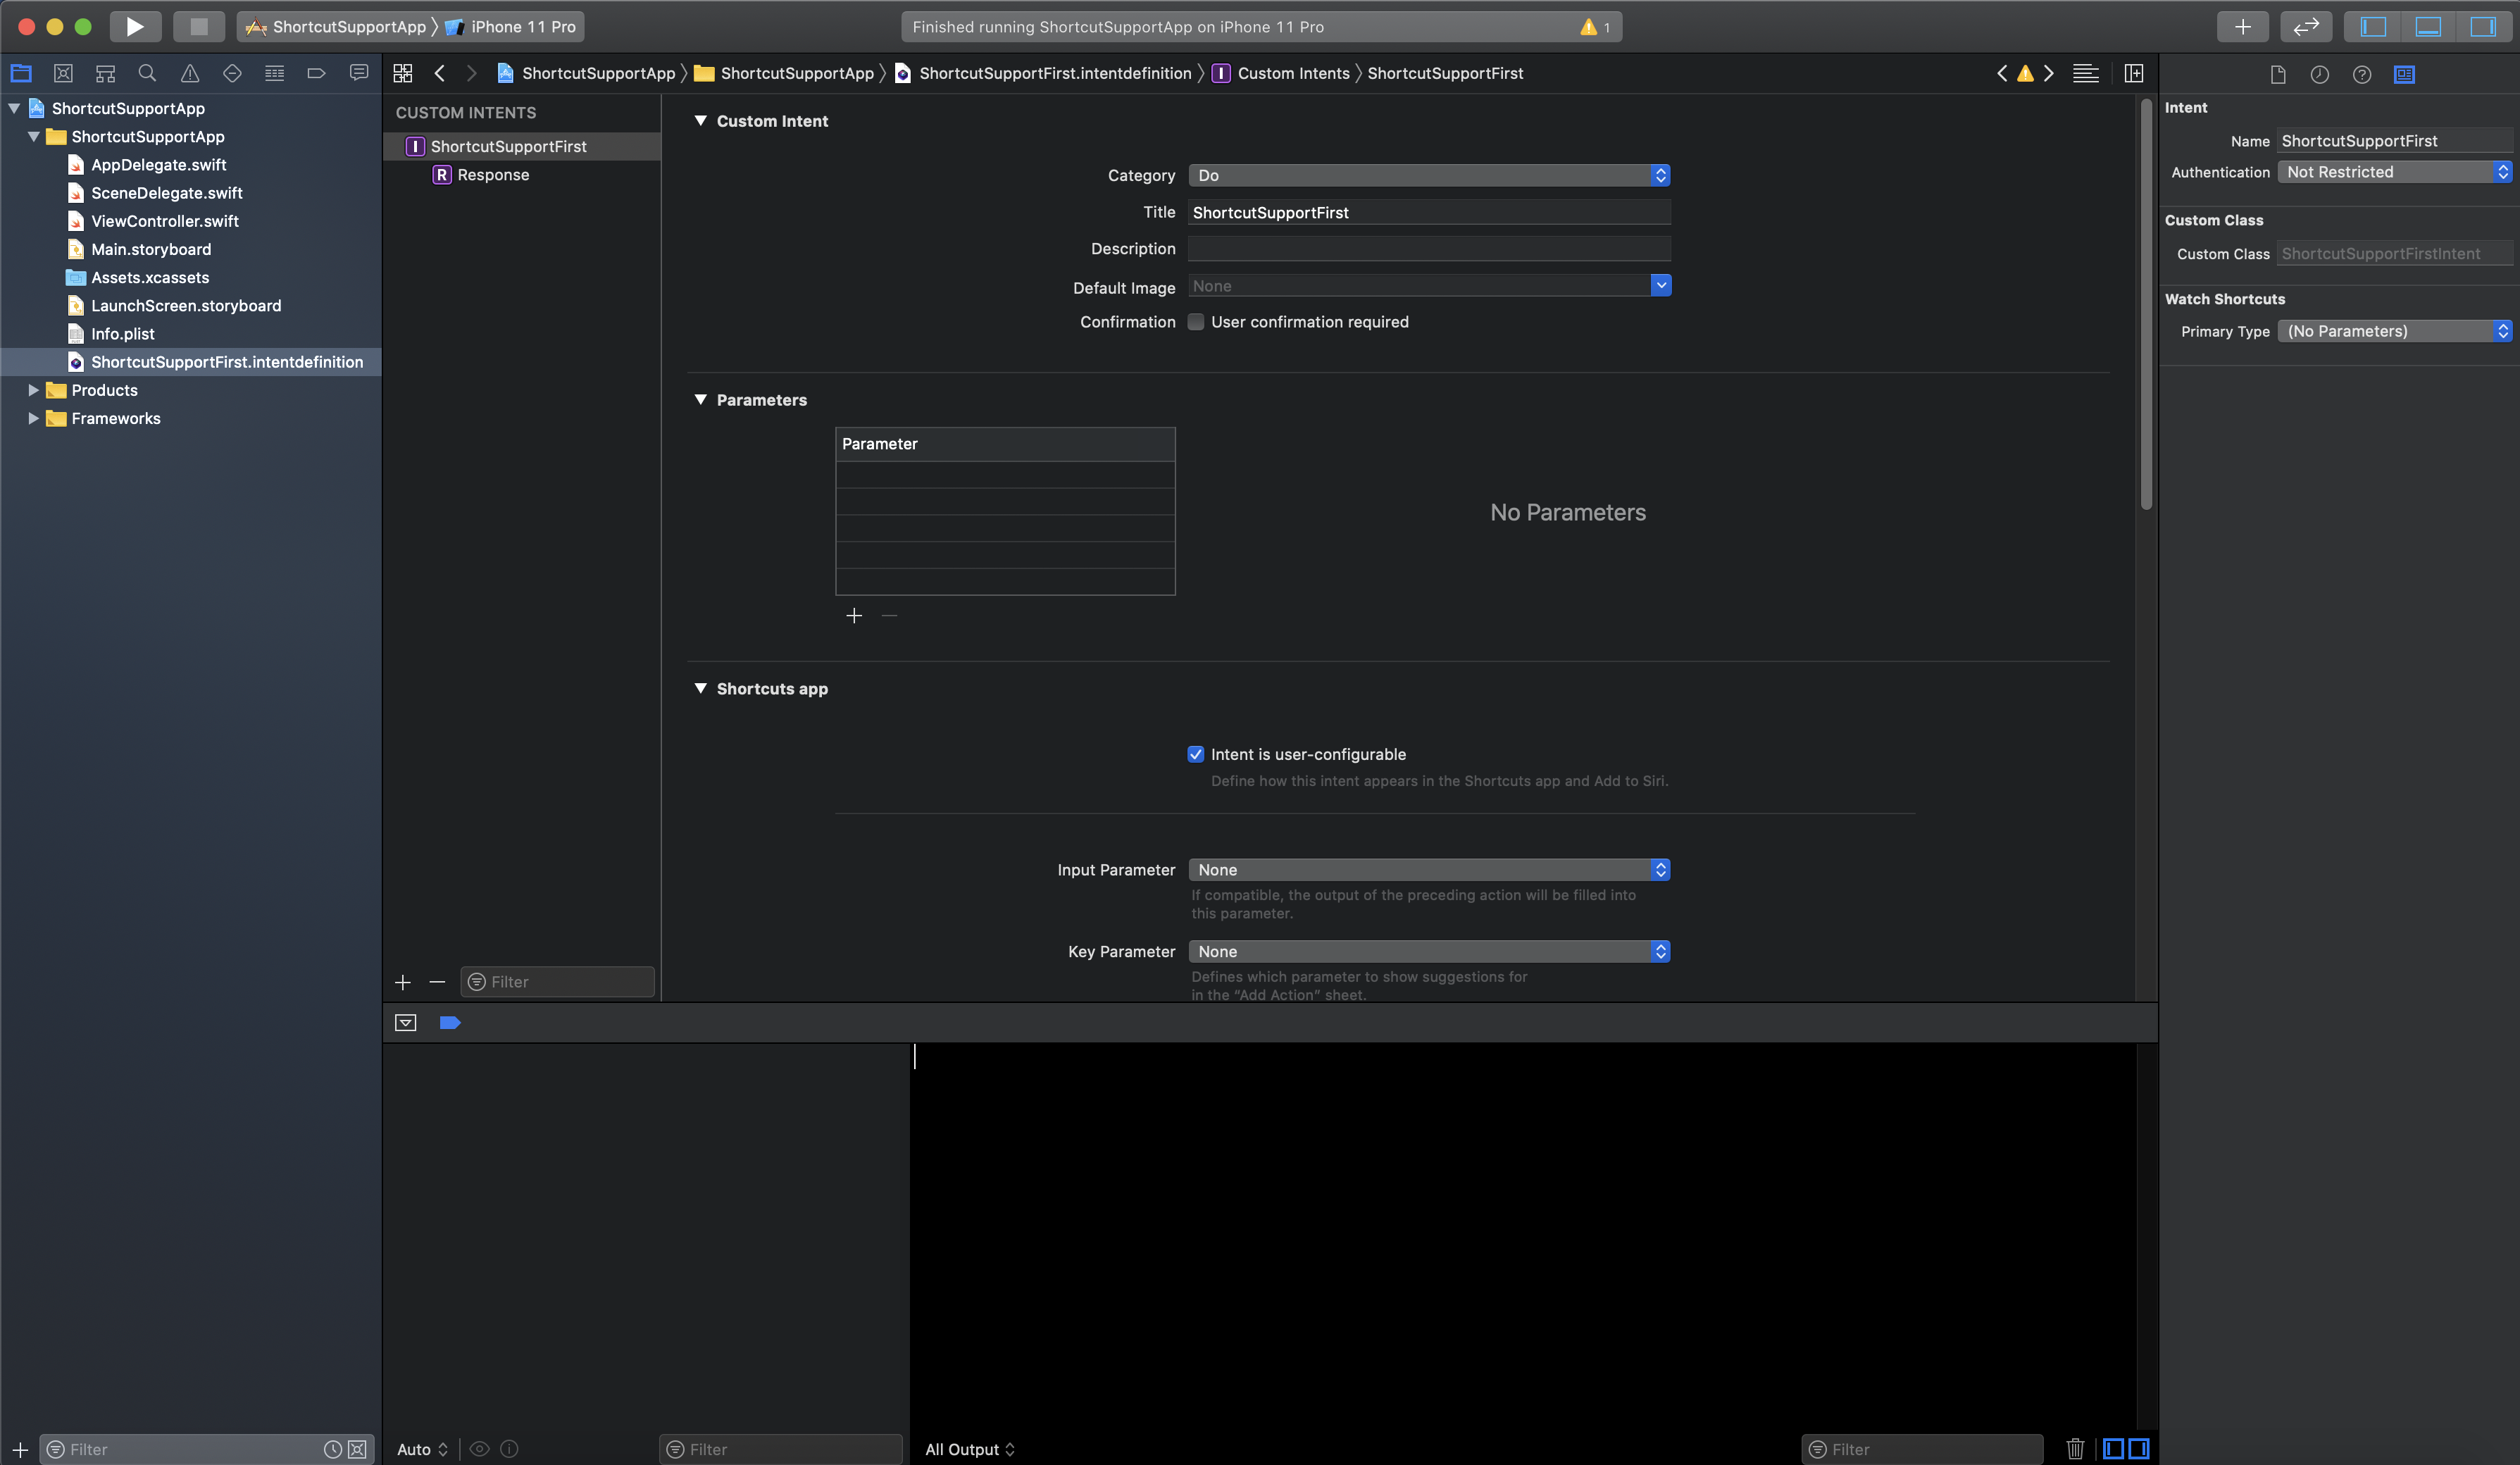 ShortcutSupportApp iPhone 11 Pro
Finished running ShortcutSupportApp on iPhone 11 Pro
1
ShortcutSupportApp ShortcutSupportApp ShortcutSupportFirst.intentdefinition I Custom Intents ShortcutSupportFirst
ShortcutSupportApp
ShortcutSupportApp
AppDelegate.swift
SceneDelegate.swift
ViewController.swift
Main.storyboard
Assets.xcassets
LaunchScreen.storyboard
Info.plist
ShortcutSupportFirst.intentdefinition
Products
Frameworks
Filter
CUSTOM INTENTS
I ShortcutSupportFirst
R Response
Filter
Custom Intent
Category Do
Title ShortcutSupportFirst
Description
Default Image None
Confirmation User confirmation required
Parameters
Parameter
No Parameters
Shortcuts app
Intent is user-configurable
Define how this intent appears in the Shortcuts app and Add to Siri.
Input Parameter None
If compatible, the output of the preceding action will be filled into
this parameter.
Key Parameter None
Defines which parameter to show suggestions for
in the “Add Action” sheet.
Auto
Filter
All Output
Filter
Intent
Name ShortcutSupportFirst
Authentication Not Restricted
Custom Class
Custom Class ShortcutSupportFirstIntent
Watch Shortcuts
Primary Type (No Parameters)